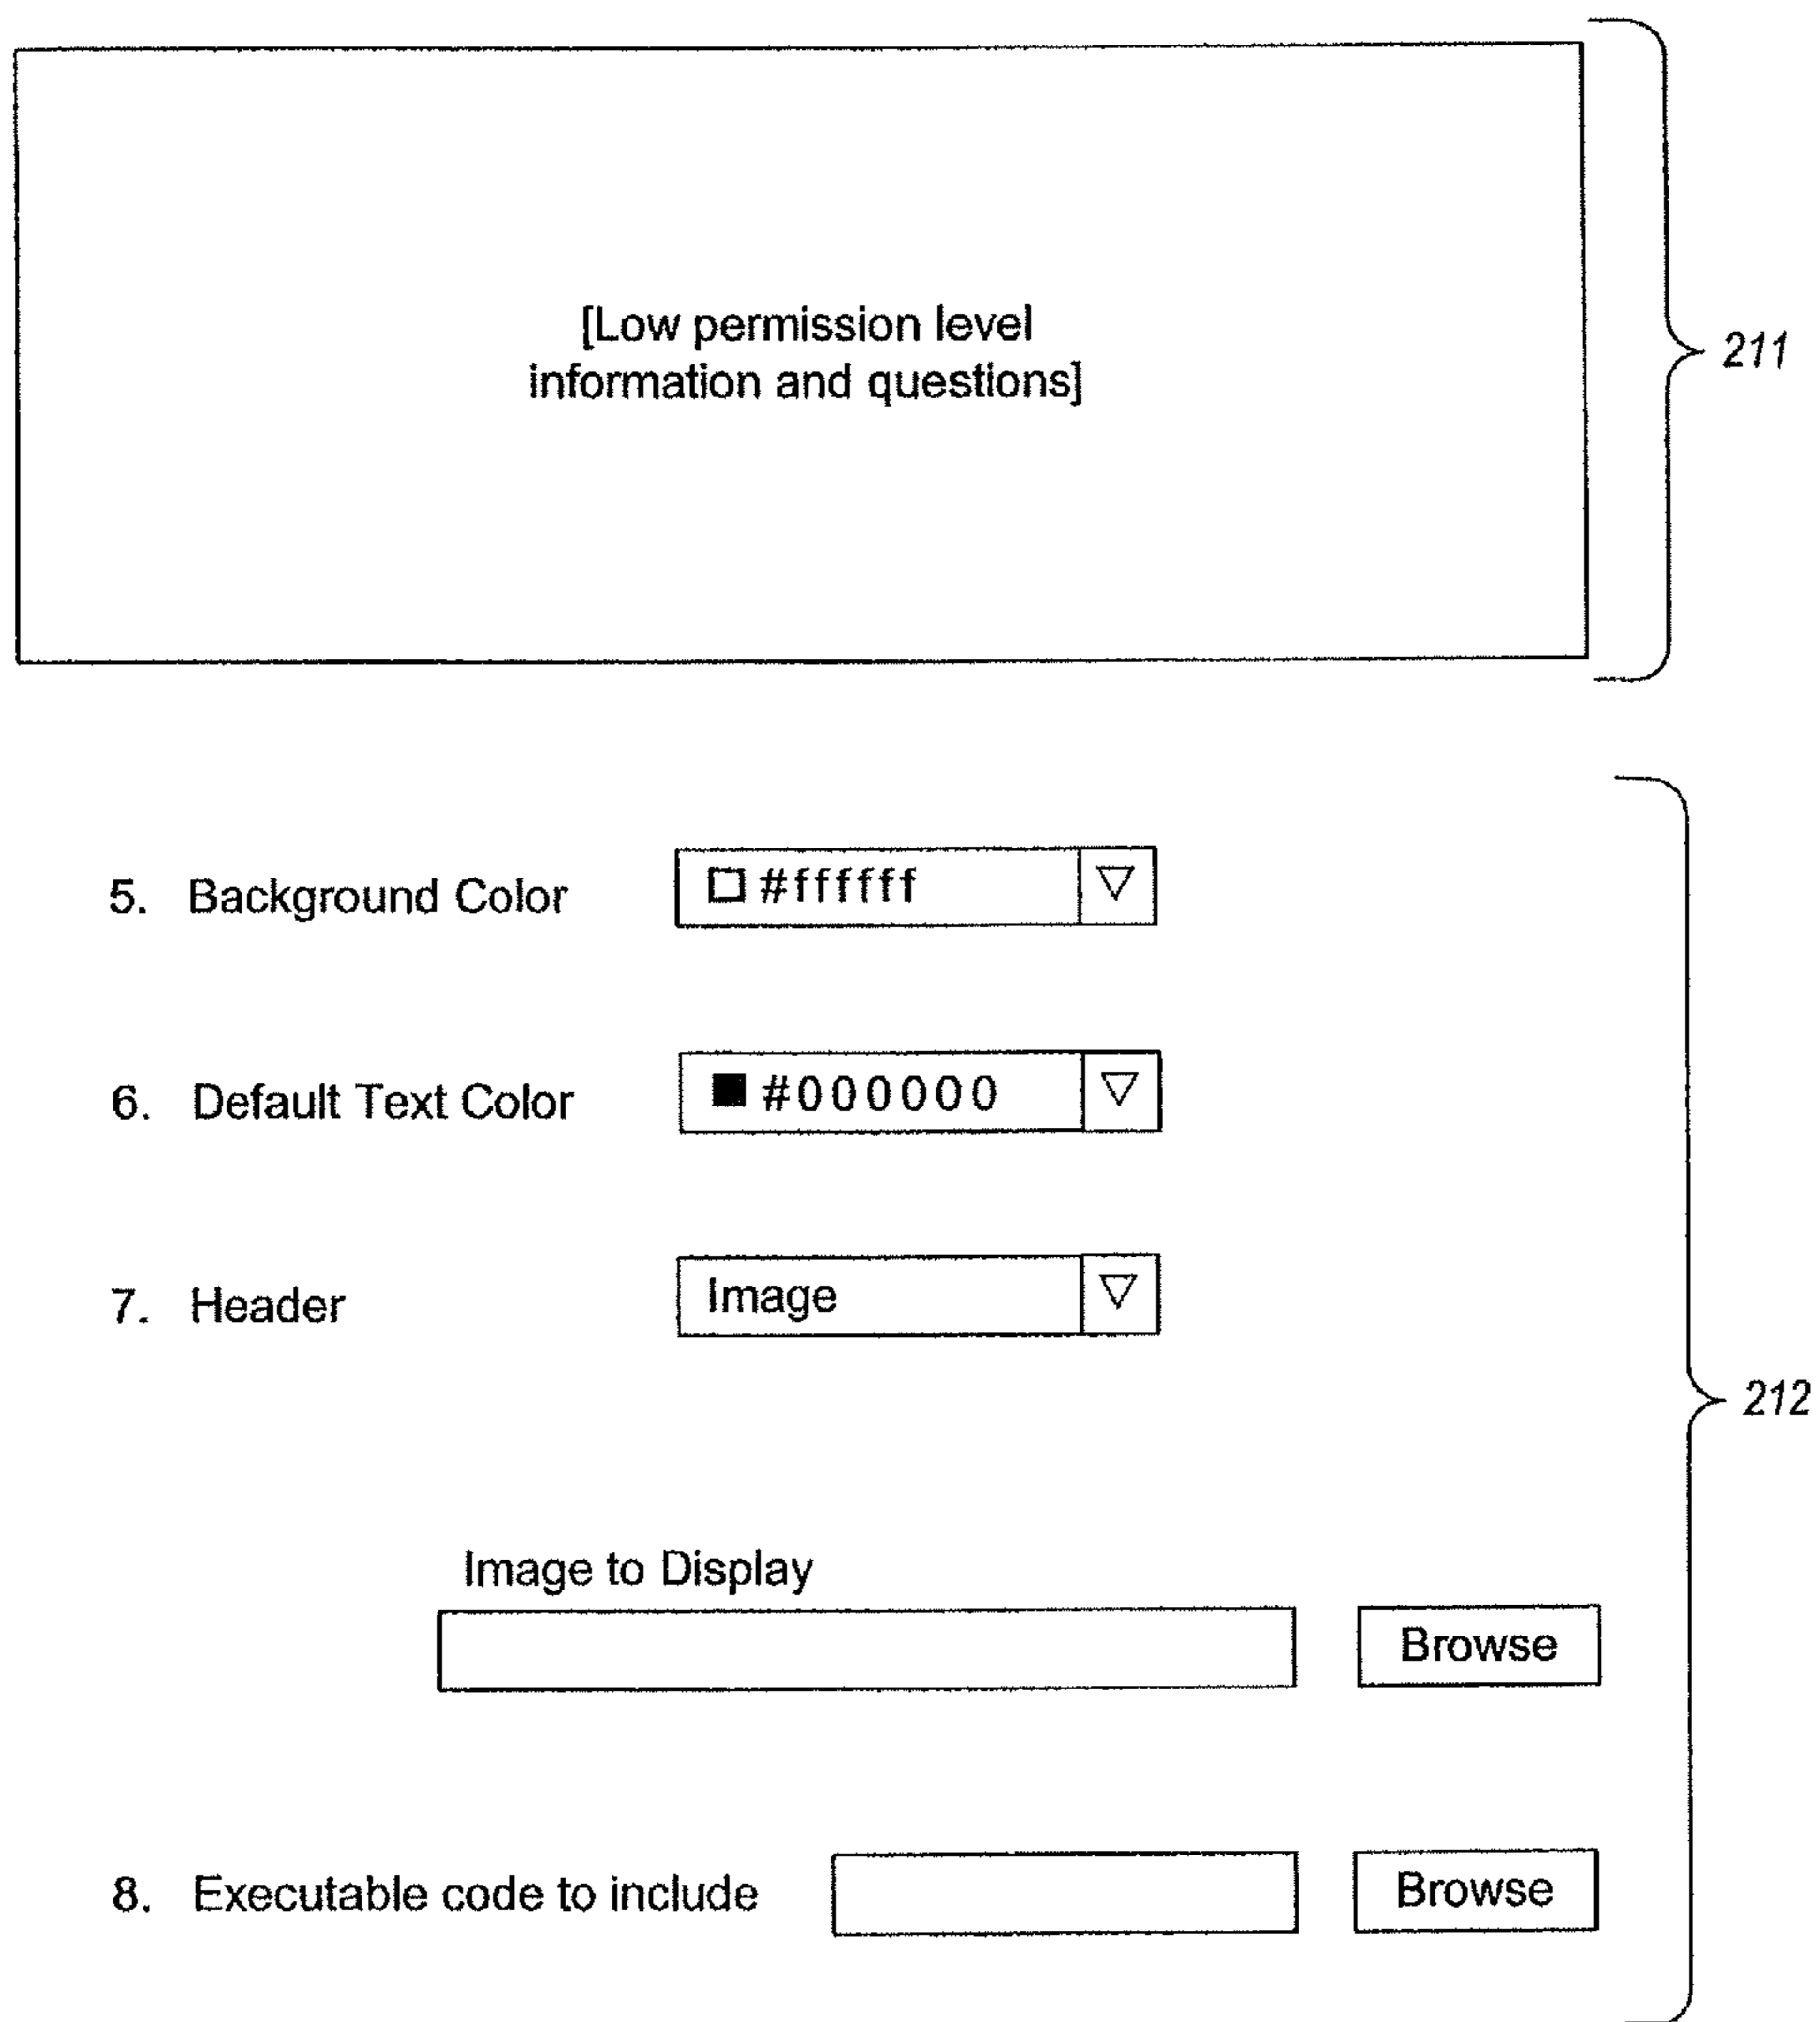 [Low permission level
information and questions]
211
5. Background Color #ffffff
6. Default Text Color #000000
7. Header Image
212
Image to Display
Browse
8. Executable code to include Browse